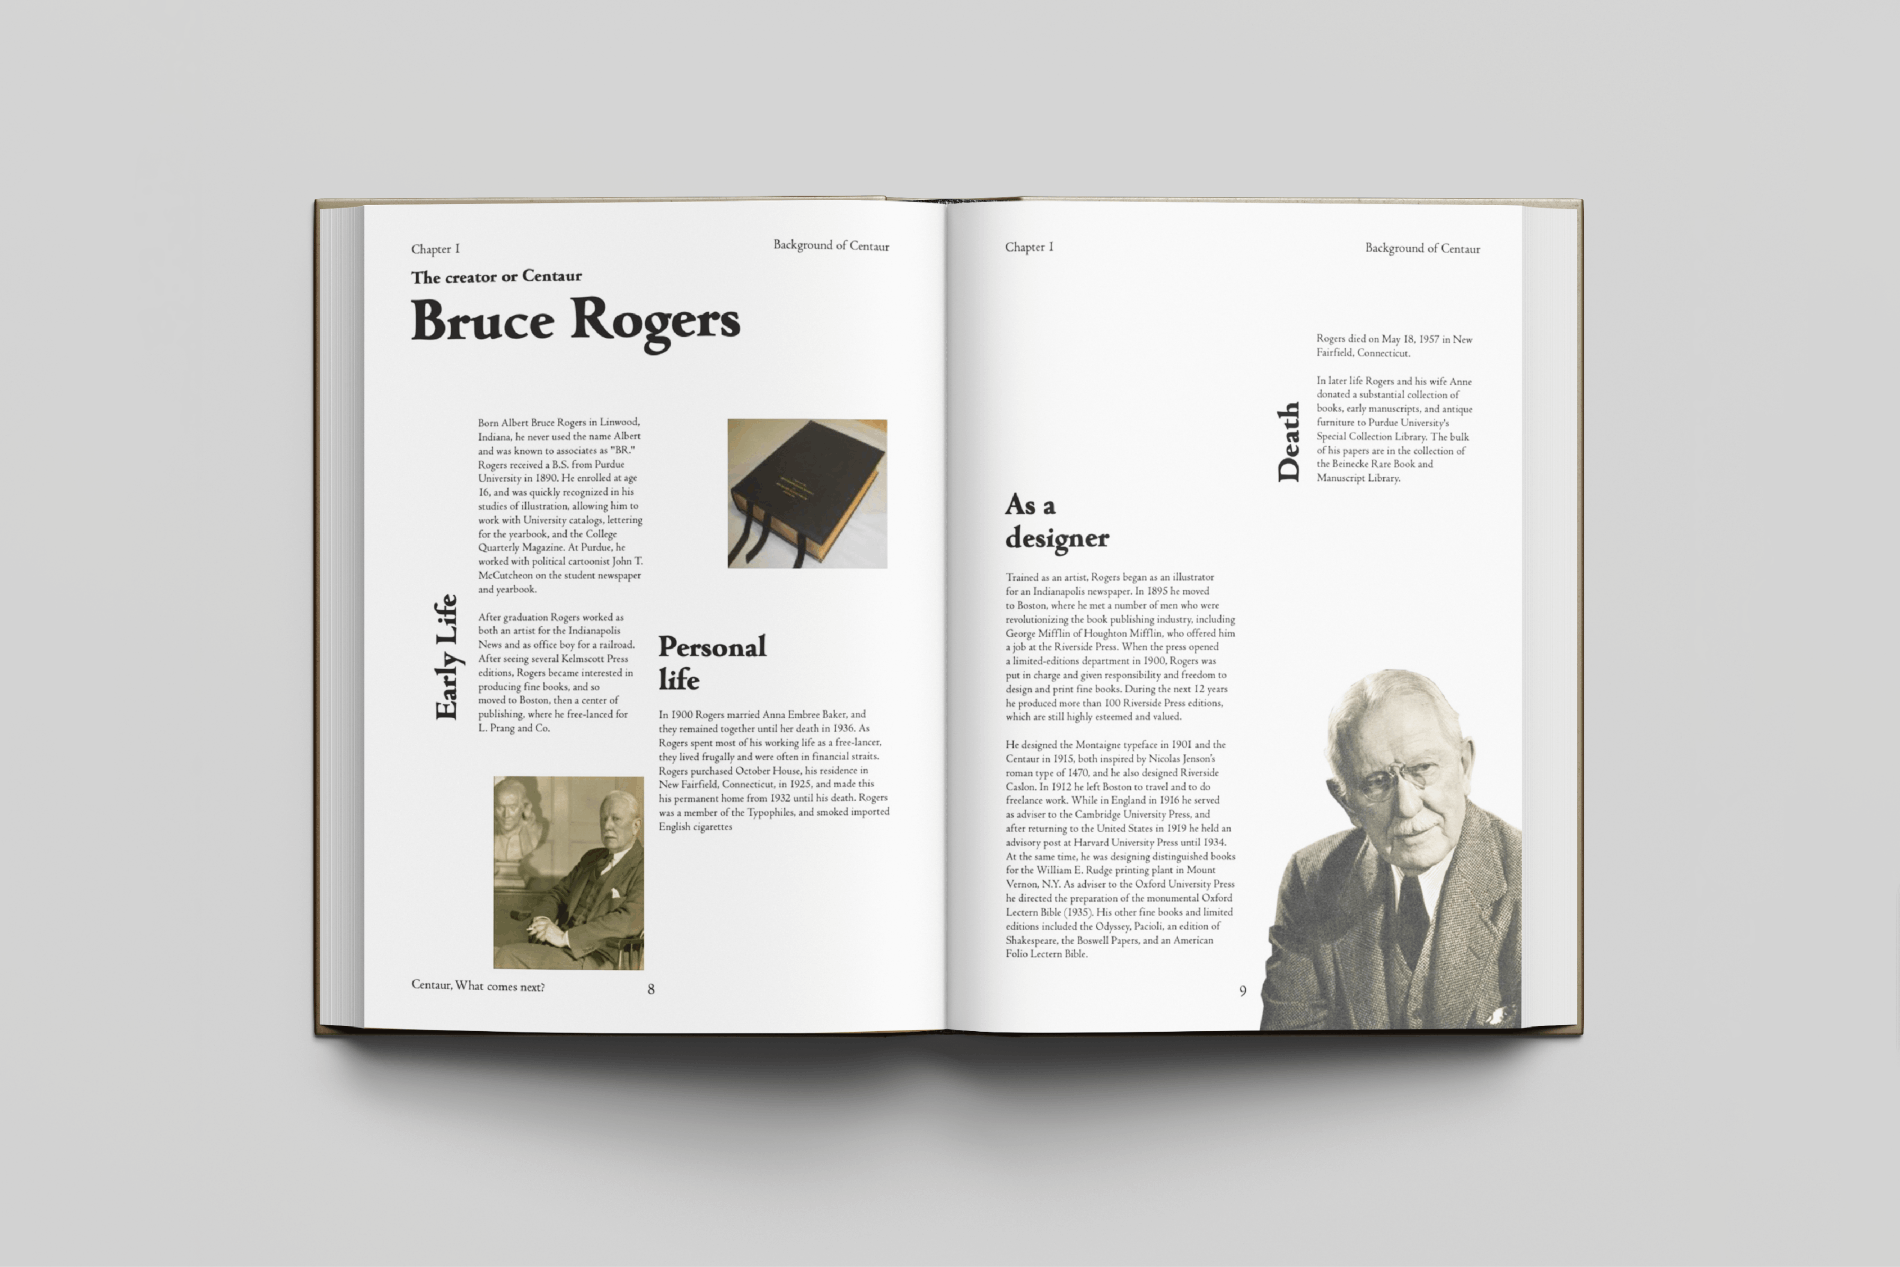 Chapter I
Background of Centaur
The creator or Centaur
Bruce Rogers
Early Life
Born Albert Bruce Rogers in Linwood,
Indiana, he never used the name Albert
and was known to associates as "BR."
Rogers received a B.S. from Purdue
University in 1890. He enrolled at age
16, and was quickly recognized in his
studies of illustration, allowing him to
work with University catalogs, lettering
for the yearbook, and the College
Quarterly Magazine. At Purdue, he
worked with political cartoonist John T.
McCutcheon on the student newspaper
and yearbook.
After graduation Rogers worked as
both an artist for the Indianapolis
News and as office boy for a railroad.
After seeing several Kelmscott Press
editions, Rogers became interested in
producing fine books, and so
moved to Boston, then a center of
publishing, where he free-lanced for
L. Prang and Co.
Personal
life
In 1900 Rogers married Anna Embree Baker, and
they remained together until her death in 1936. As
Rogers spent most of his working life as a free-lancer,
they lived frugally and were often in financial straits.
Rogers purchased October House, his residence in
New Fairfield, Connecticut, in 1925, and made this
his permanent home from 1932 until his death. Rogers
was a member of the Typophiles, and smoked imported
English cigarettes
Centaur, What comes next?
8
Chapter I
Background of Centaur
As a
designer
Trained as an artist, Rogers began as an illustrator
for an Indianapolis newspaper. In 1895 he moved
to Boston, where he met a number of men who were
revolutionizing the book publishing industry, including
George Mifflin of Houghton Mifflin, who offered him
a job at the Riverside Press. When the press opened
a limited-editions department in 1900, Rogers was
put in charge and given responsibility and freedom to
design and print fine books. During the next 12 years
he produced more than 100 Riverside Press editions,
which are still highly esteemed and valued.
He designed the Montaigne typeface in 1901 and the
Centaur in 1915, both inspired by Nicolas Jenson's
roman type of 1470, and he also designed Riverside
Caslon. In 1912 he left Boston to travel and to do
freelance work. While in England in 1916 he served
as adviser to the Cambridge University Press, and
after returning to the United States in 1919 he held an
advisory post at Harvard University Press until 1934.
At the same time, he was designing distinguished books
for the William E. Rudge printing plant in Mount
Vernon, N.Y. As adviser to the Oxford University Press
he directed the preparation of the monumental Oxford
Lectern Bible (1935). His other fine books and limited
editions included the Odyssey, Pacioli, an edition of
Shakespeare, the Boswell Papers, and an American
Folio Lectern Bible.
Death
Rogers died on May 18, 1957 in New
Fairfield, Connecticut.
In later life Rogers and his wife Anne
donated a substantial collection of
books, early manuscripts, and antique
furniture to Purdue University's
Special Collection Library. The bulk
of his papers are in the collection of
the Beinecke Rare Book and
Manuscript Library.
9